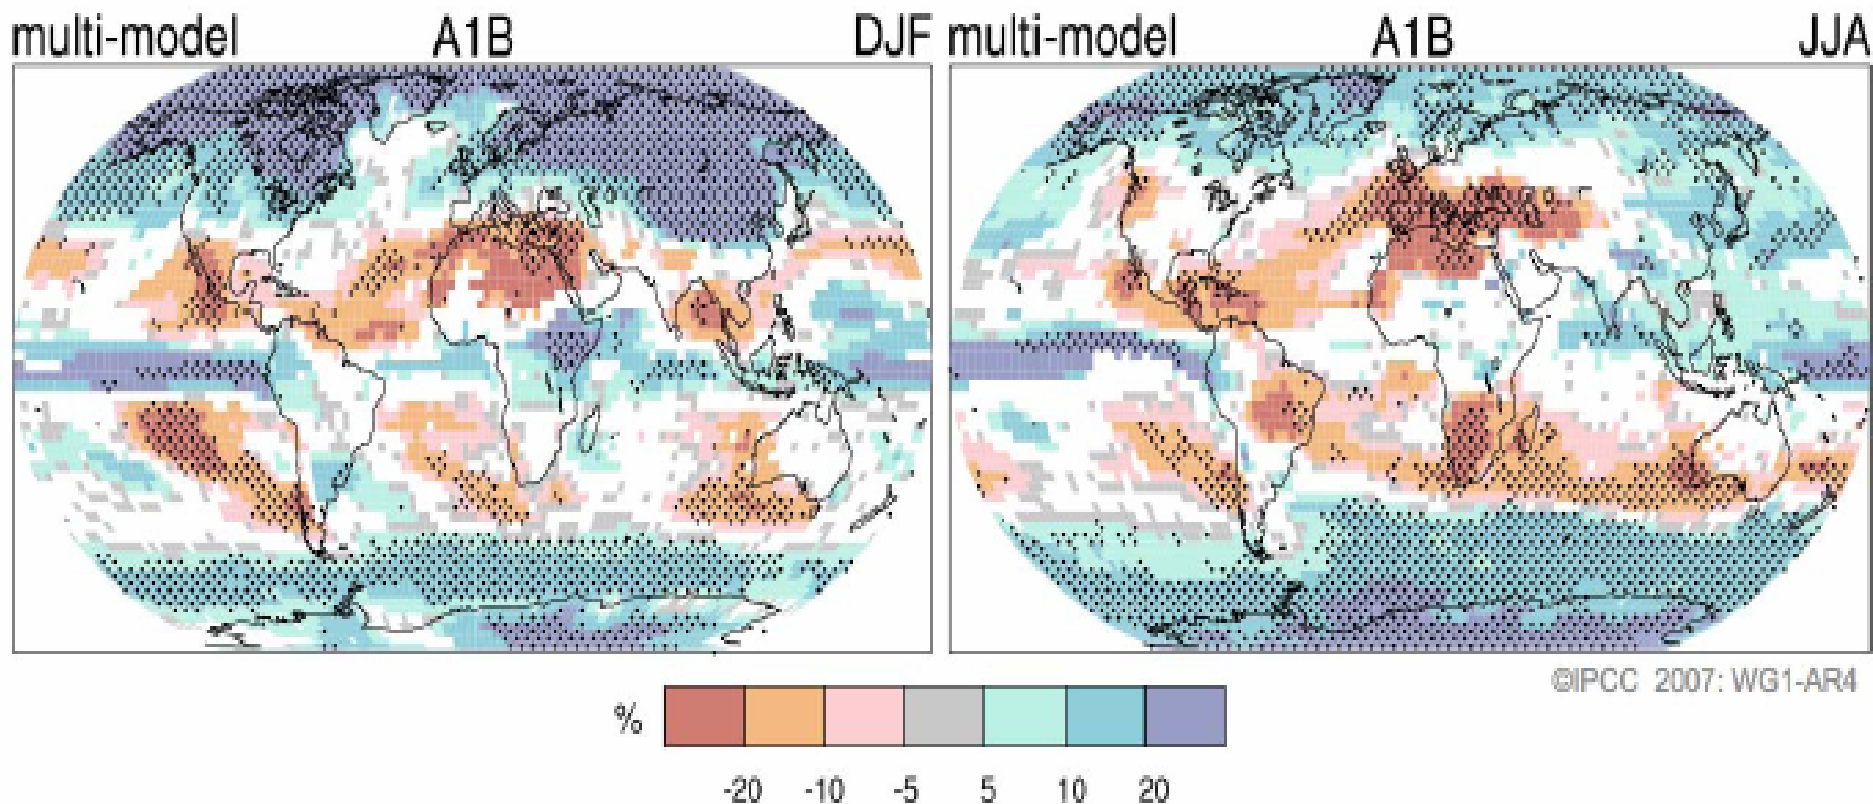 multi-model A1B DJF
multi-model A1B JJA
©IPCC 2007: WG1-AR4
%
-20 -10 -5 5 10 20